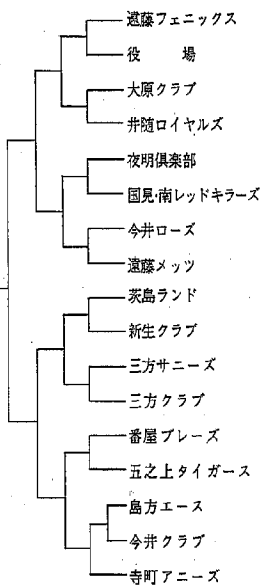 遠藤フェニックス
役場
大原クラブ
井随ロイヤルズ
夜明倶楽部
国見・南レッドキラーズ
今井ローズ
遠藤メッツ
茨島ランド
新生クラブ
三方サニーズ
三方クラブ
番屋ブレーズ
五之上タイガース
島方エース
今井クラブ
寺町アニーズ